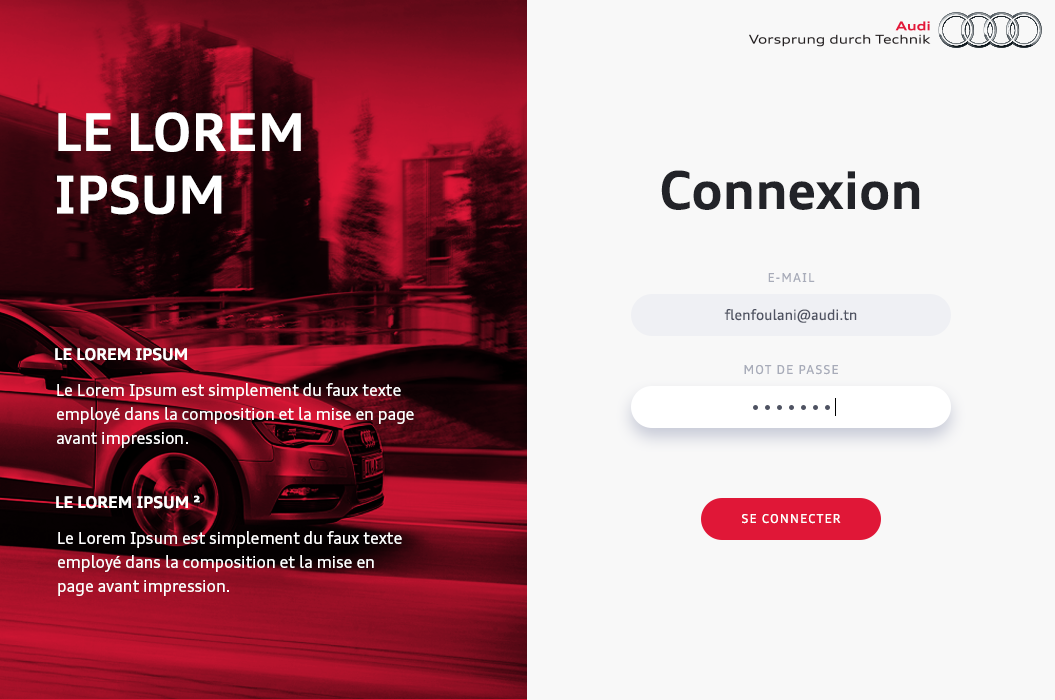 LE LOREM
IPSUM
LE LOREM IPSUM
Le Lorem Ipsum est simplement du faux texte
employé dans la composition et la mise en page
avant impression.
LE LOREM IPSUM ²
Le Lorem Ipsum est simplement du faux texte
employé dans la composition et la mise en
page avant impression.
Audi
Vorsprung durch Technik
Connexion
E-MAIL
flenfoulani@audi.tn
MOT DE PASSE
•••••••
SE CONNECTER